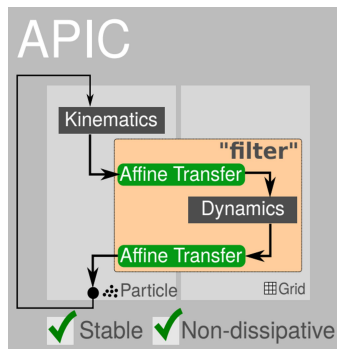 APIC
Kinematics
"filter"
Affine Transfer
Dynamics
Affine Transfer
Particle
Grid
Stable
Non-dissipative